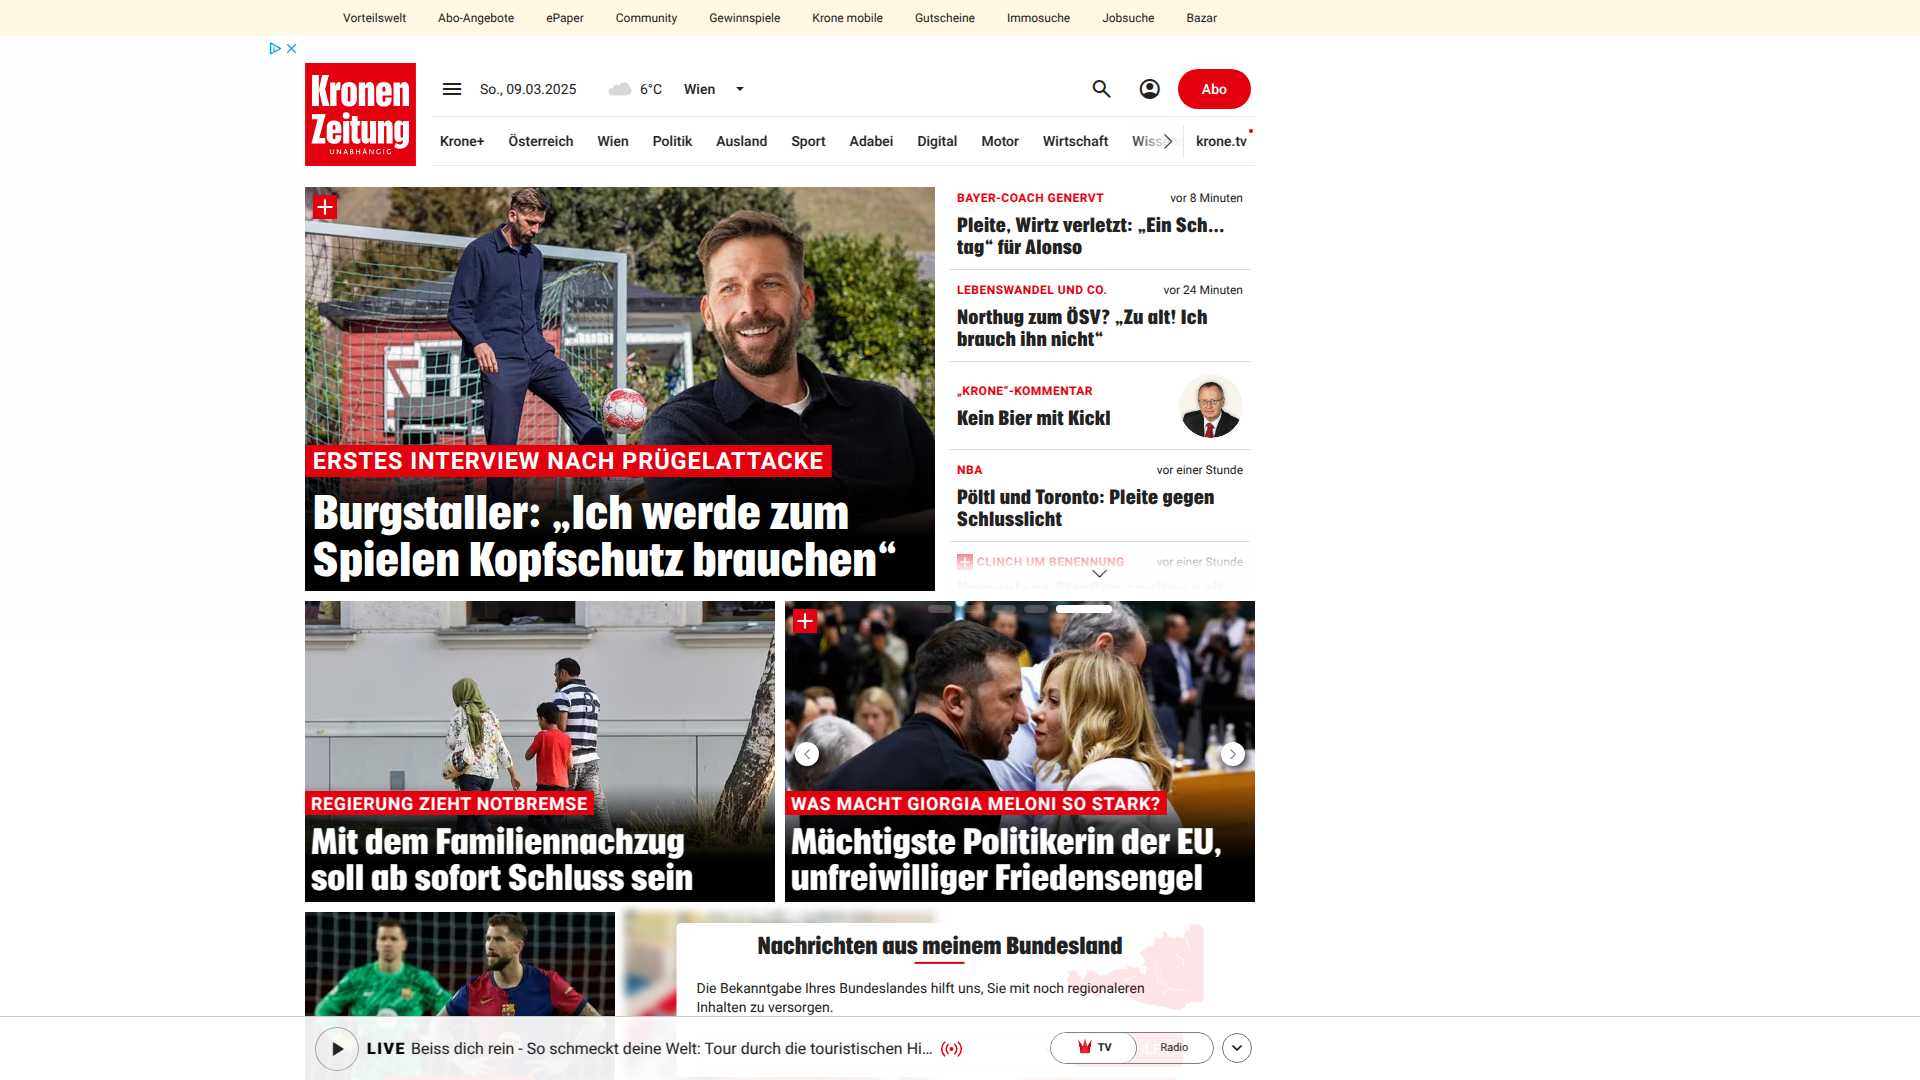 Vorteilswelt Abo-Angebote ePaper Community Gewinnspiele Krone mobile Gutscheine Immosuche Jobsuche Bazar
Kronen
Zeitung
UNABHÄNGIG
So., 09.03.2025 6°C Wien
Abo
Krone+ Österreich Wien Politik Ausland Sport Adabei Digital Motor Wirtschaft krone.tv
ERSTES INTERVIEW NACH PRÜGELATTACKE
Burgstaller: „Ich werde zum
Spielen Kopfschutz brauchen“
BAYER-COACH GENERVT vor 8 Minuten
Pleite, Wirtz verletzt: „Ein Sch...
tag“ für Alonso
LEBENSWANDEL UND CO. vor 24 Minuten
Northug zum ÖSV? „Zu alt! Ich
brauch ihn nicht“
„KRONE“-KOMMENTAR
Kein Bier mit Kickl
NBA vor einer Stunde
Pöltl und Toronto: Pleite gegen
Schlusslicht
CLINCH UM BENENNUNG vor einer Stunde
REGIERUNG ZIEHT NOTBREMSE
Mit dem Familiennachzug
soll ab sofort Schluss sein
WAS MACHT GIORGIA MELONI SO STARK?
Mächtigste Politikerin der EU,
unfreiwilliger Friedensengel
Nachrichten aus meinem Bundesland
Die Bekanntgabe Ihres Bundeslandes hilft uns, Sie mit noch regionaleren
Inhalten zu versorgen.
LIVE Beiss dich rein - So schmeckt deine Welt: Tour durch die touristischen Hi...
TV Radio